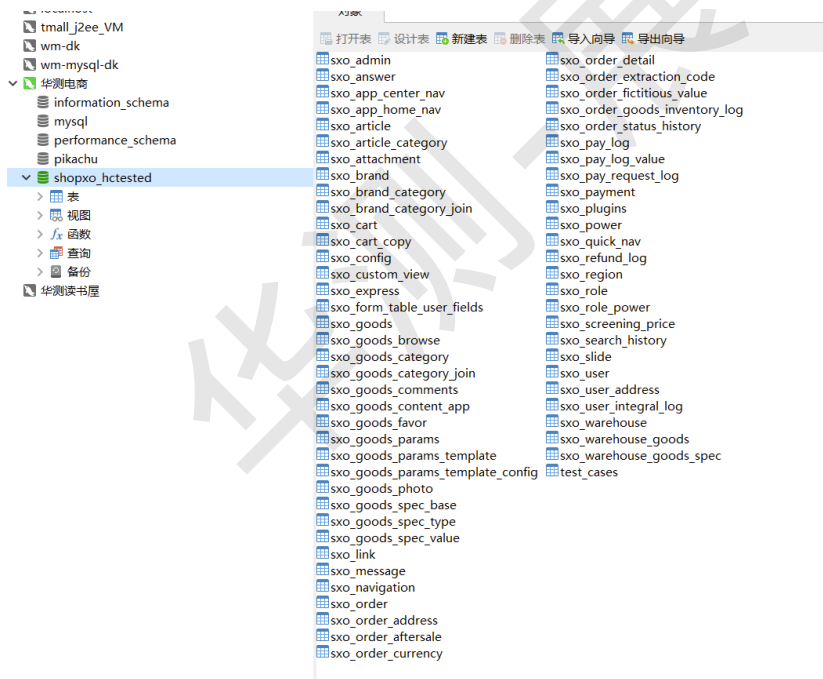 localhost
tmall_j2ee_VM
wm-dk
wm-mysql-dk
华测电商
information_schema
mysql
performance_schema
pikachu
shopxo_hctested
表
视图
fx 函数
查询
备份
华测读书屋
对象
打开表 设计表 新建表 删除表 导入向导 导出向导
sxo_admin
sxo_answer
sxo_app_center_nav
sxo_app_home_nav
sxo_article
sxo_article_category
sxo_attachment
sxo_brand
sxo_brand_category
sxo_brand_category_join
sxo_cart
sxo_cart_copy
sxo_config
sxo_custom_view
sxo_express
sxo_form_table_user_fields
sxo_goods
sxo_goods_browse
sxo_goods_category
sxo_goods_category_join
sxo_goods_comments
sxo_goods_content_app
sxo_goods_favor
sxo_goods_params
sxo_goods_params_template
sxo_goods_params_template_config
sxo_goods_photo
sxo_goods_spec_base
sxo_goods_spec_type
sxo_goods_spec_value
sxo_link
sxo_message
sxo_navigation
sxo_order
sxo_order_address
sxo_order_aftersale
sxo_order_currency
sxo_order_detail
sxo_order_extraction_code
sxo_order_fictitious_value
sxo_order_goods_inventory_log
sxo_order_status_history
sxo_pay_log
sxo_pay_log_value
sxo_pay_request_log
sxo_payment
sxo_plugins
sxo_power
sxo_quick_nav
sxo_refund_log
sxo_region
sxo_role
sxo_role_power
sxo_screening_price
sxo_search_history
sxo_slide
sxo_user
sxo_user_address
sxo_user_integral_log
sxo_warehouse
sxo_warehouse_goods
sxo_warehouse_goods_spec
test_cases
华测-